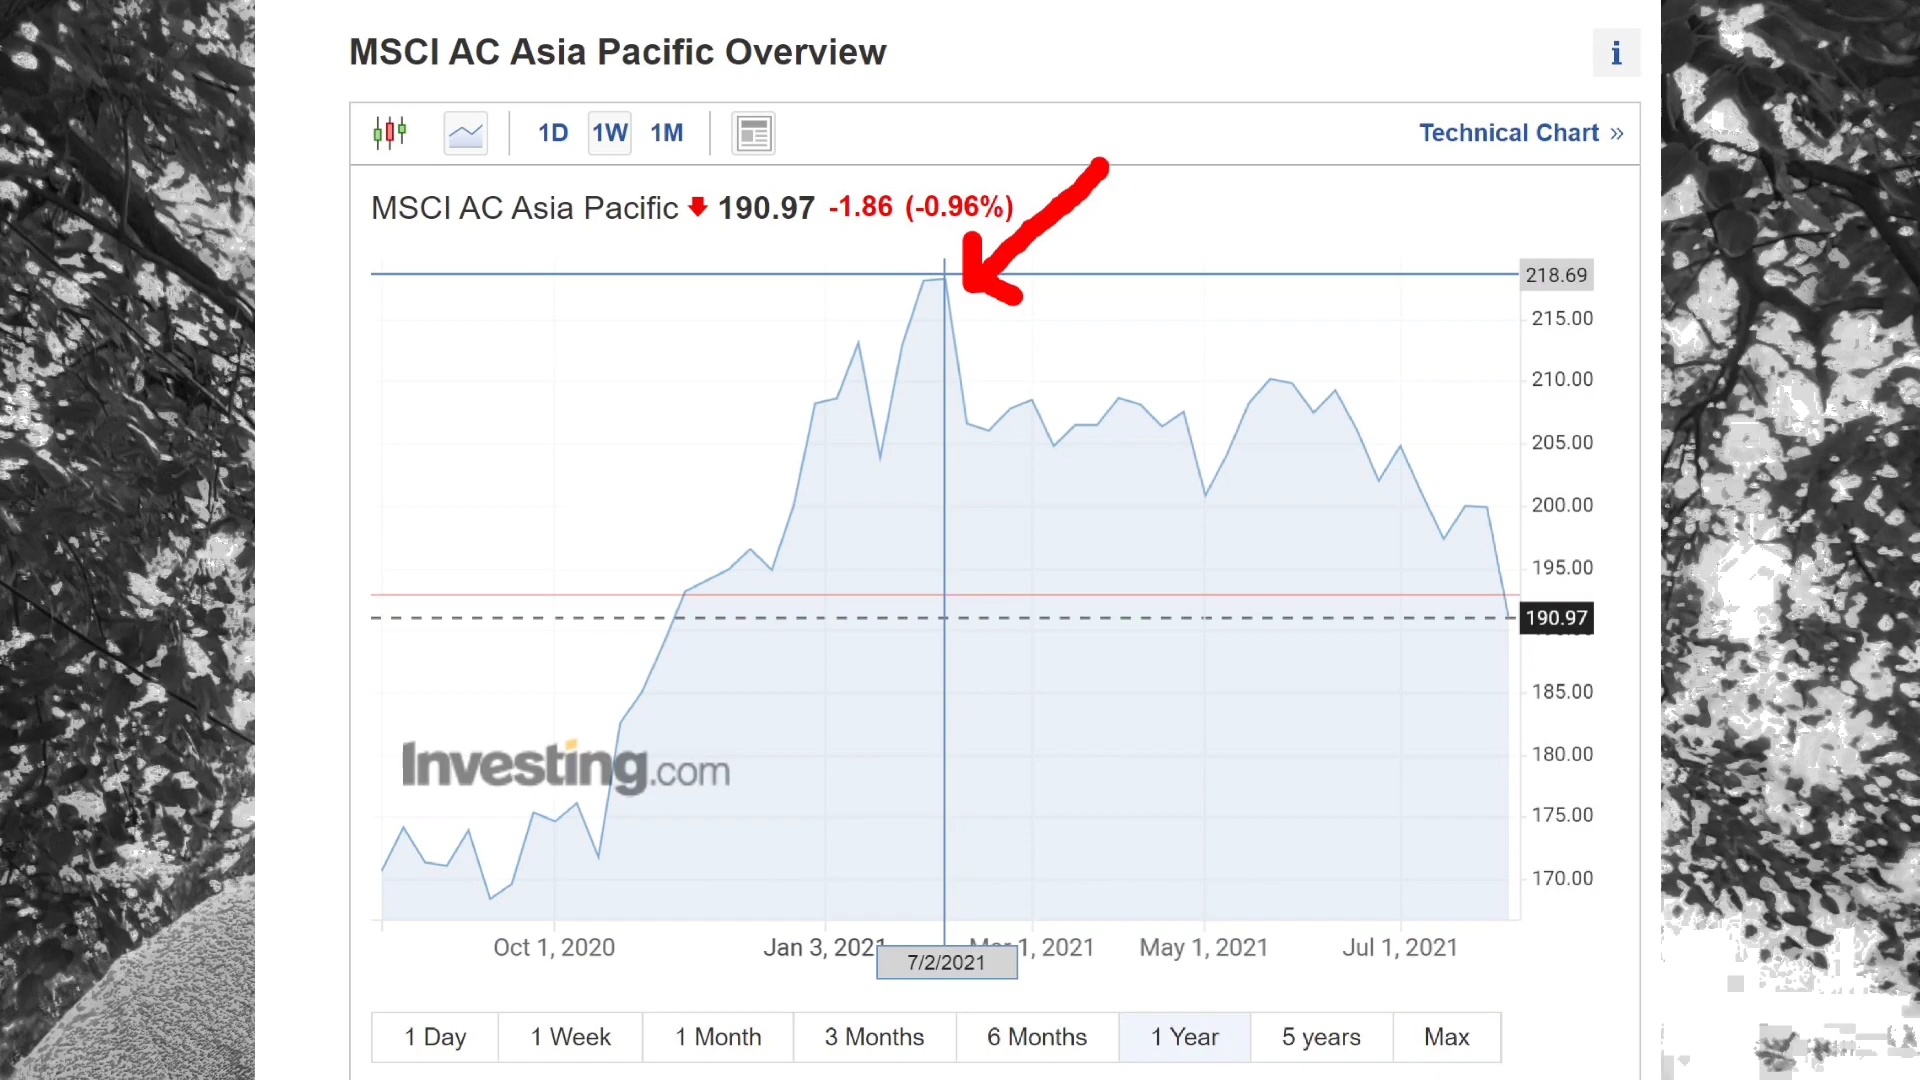 MSCI AC Asia Pacific Overview
i
1D 1W 1M
Technical Chart »
MSCI AC Asia Pacific 190.97 -1.86 (-0.96%)
218.69
215.00
210.00
205.00
200.00
195.00
190.97
185.00
180.00
175.00
170.00
Investing.com
Oct 1, 2020 Jan 3, 2021 Mar 1, 2021 May 1, 2021 Jul 1, 2021
7/2/2021
1 Day 1 Week 1 Month 3 Months 6 Months 1 Year 5 years Max